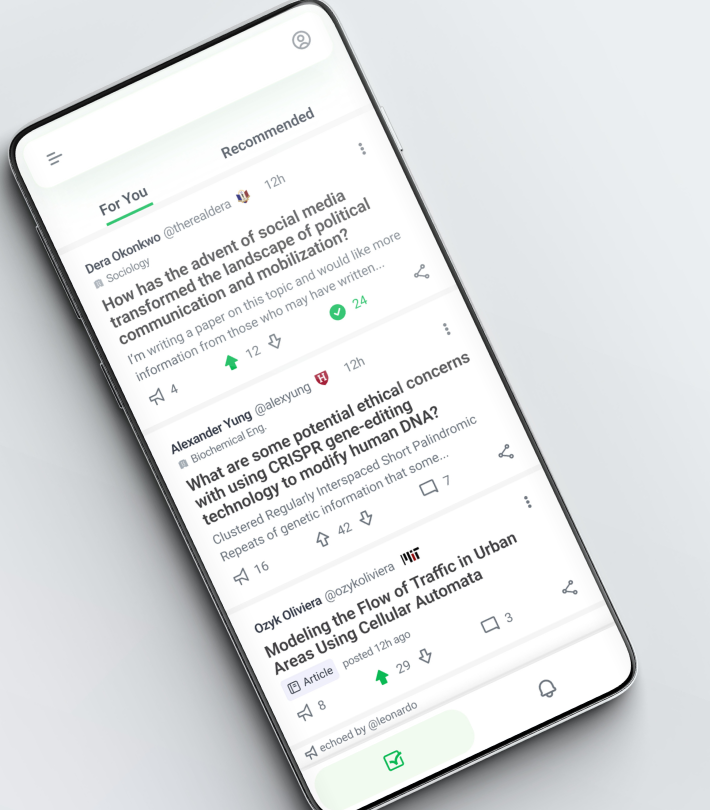 For You
Recommended
Dera Okonkwo @therealdera 12h
Sociology
How has the advent of social media
transformed the landscape of political
communication and mobilization?
I'm writing a paper on this topic and would like more
information from those who may have written...
4 12 24
Alexander Yung @alexyung H 12h
Biochemical Eng.
What are some potential ethical concerns
with using CRISPR gene-editing
technology to modify human DNA?
Clustered Regularly Interspaced Short Palindromic
Repeats of genetic information that some...
16 42 7
Ozyk Oliviera @ozykoliviera
Modeling the Flow of Traffic in Urban
Areas Using Cellular Automata
Article posted 12h ago
8 29 3
echoed by @leonardo